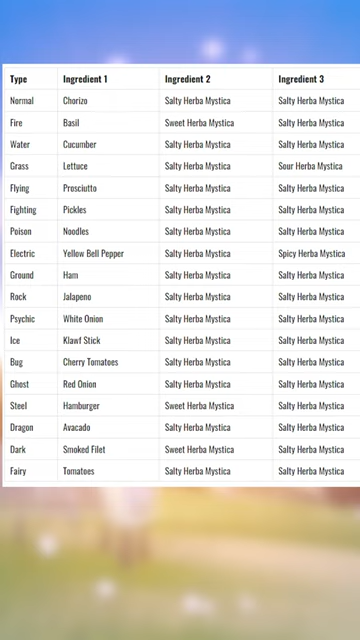 Type Ingredient 1 Ingredient 2 Ingredient 3
Normal Chorizo Salty Herba Mystica Salty Herba Mystica
Fire Basil Sweet Herba Mystica Salty Herba Mystica
Water Cucumber Salty Herba Mystica Salty Herba Mystica
Grass Lettuce Salty Herba Mystica Sour Herba Mystica
Flying Prosciutto Salty Herba Mystica Salty Herba Mystica
Fighting Pickles Salty Herba Mystica Salty Herba Mystica
Poison Noodles Salty Herba Mystica Salty Herba Mystica
Electric Yellow Bell Pepper Salty Herba Mystica Spicy Herba Mystica
Ground Ham Salty Herba Mystica Salty Herba Mystica
Rock Jalapeno Salty Herba Mystica Salty Herba Mystica
Psychic White Onion Salty Herba Mystica Salty Herba Mystica
Ice Klawf Stick Salty Herba Mystica Salty Herba Mystica
Bug Cherry Tomatoes Salty Herba Mystica Salty Herba Mystica
Ghost Red Onion Salty Herba Mystica Salty Herba Mystica
Steel Hamburger Sweet Herba Mystica Salty Herba Mystica
Dragon Avacado Salty Herba Mystica Salty Herba Mystica
Dark Smoked Filet Sweet Herba Mystica Salty Herba Mystica
Fairy Tomatoes Salty Herba Mystica Salty Herba Mystica